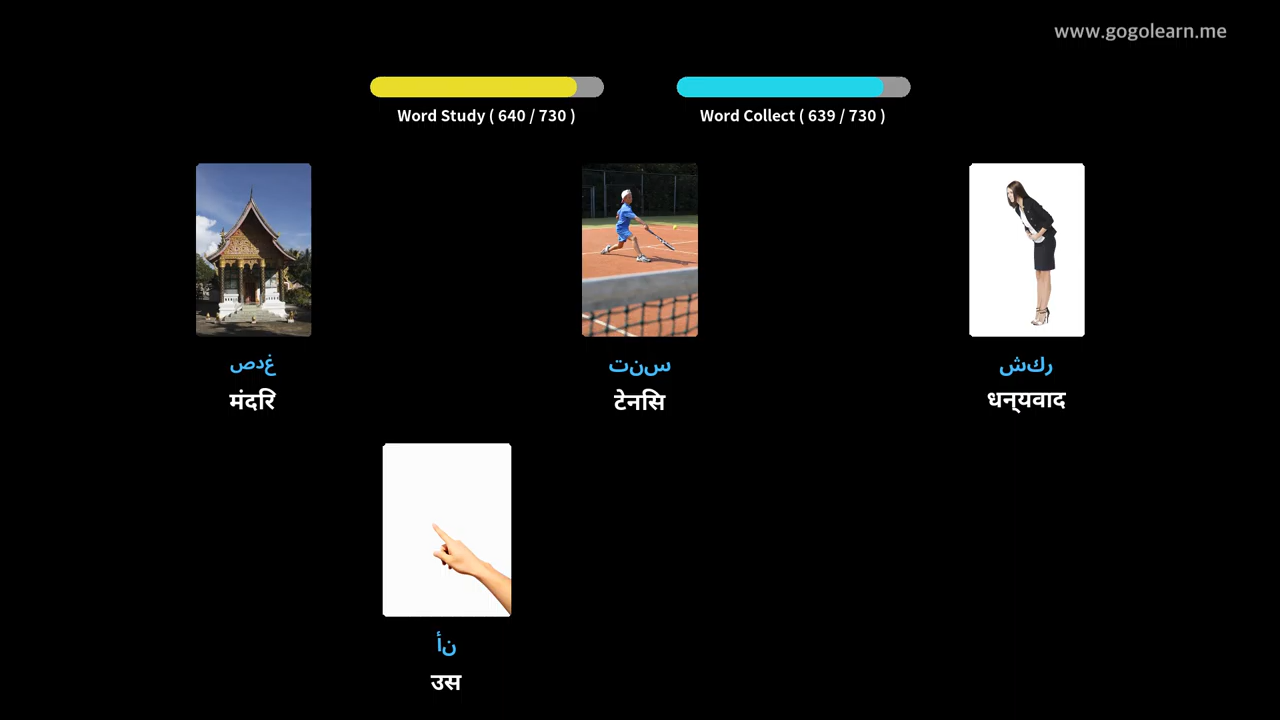 www.gogolearn.me
Word Study ( 640 / 730 )
Word Collect ( 639 / 730 )
غدص
سنت
ركش
मंदरि
टेनसि
धन्‌यवाद
نأ
उस